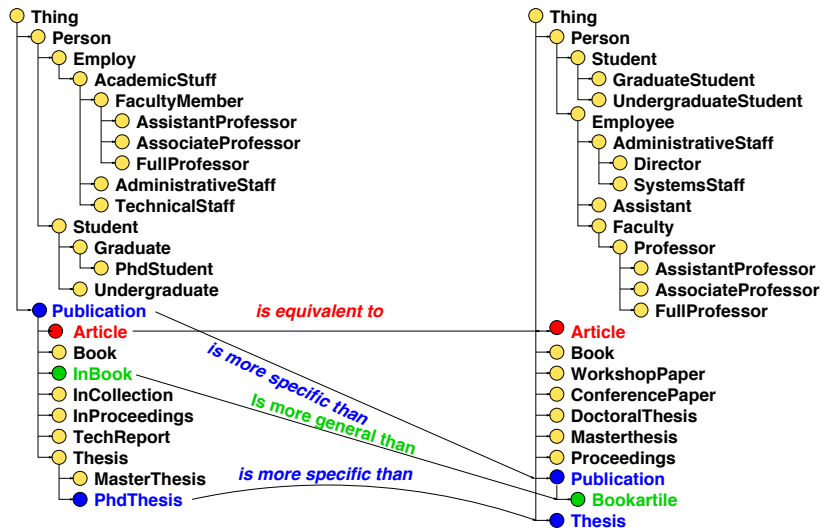 Thing
Person
Employ
AcademicStuff
FacultyMember
AssistantProfessor
AssociateProfessor
FullProfessor
AdministrativeStaff
TechnicalStaff
Student
Graduate
PhdStudent
Undergraduate
Publication
Article
Book
InBook
InCollection
InProceedings
TechReport
Thesis
MasterThesis
PhdThesis
is equivalent to
is more specific than
Is more general than
is more specific than
Thing
Person
Student
GraduateStudent
UndergraduateStudent
Employee
AdministrativeStaff
Director
SystemsStaff
Assistant
Faculty
Professor
AssistantProfessor
AssociateProfessor
FullProfessor
Article
Book
WorkshopPaper
ConferencePaper
DoctoralThesis
Masterthesis
Proceedings
Publication
Bookartile
Thesis